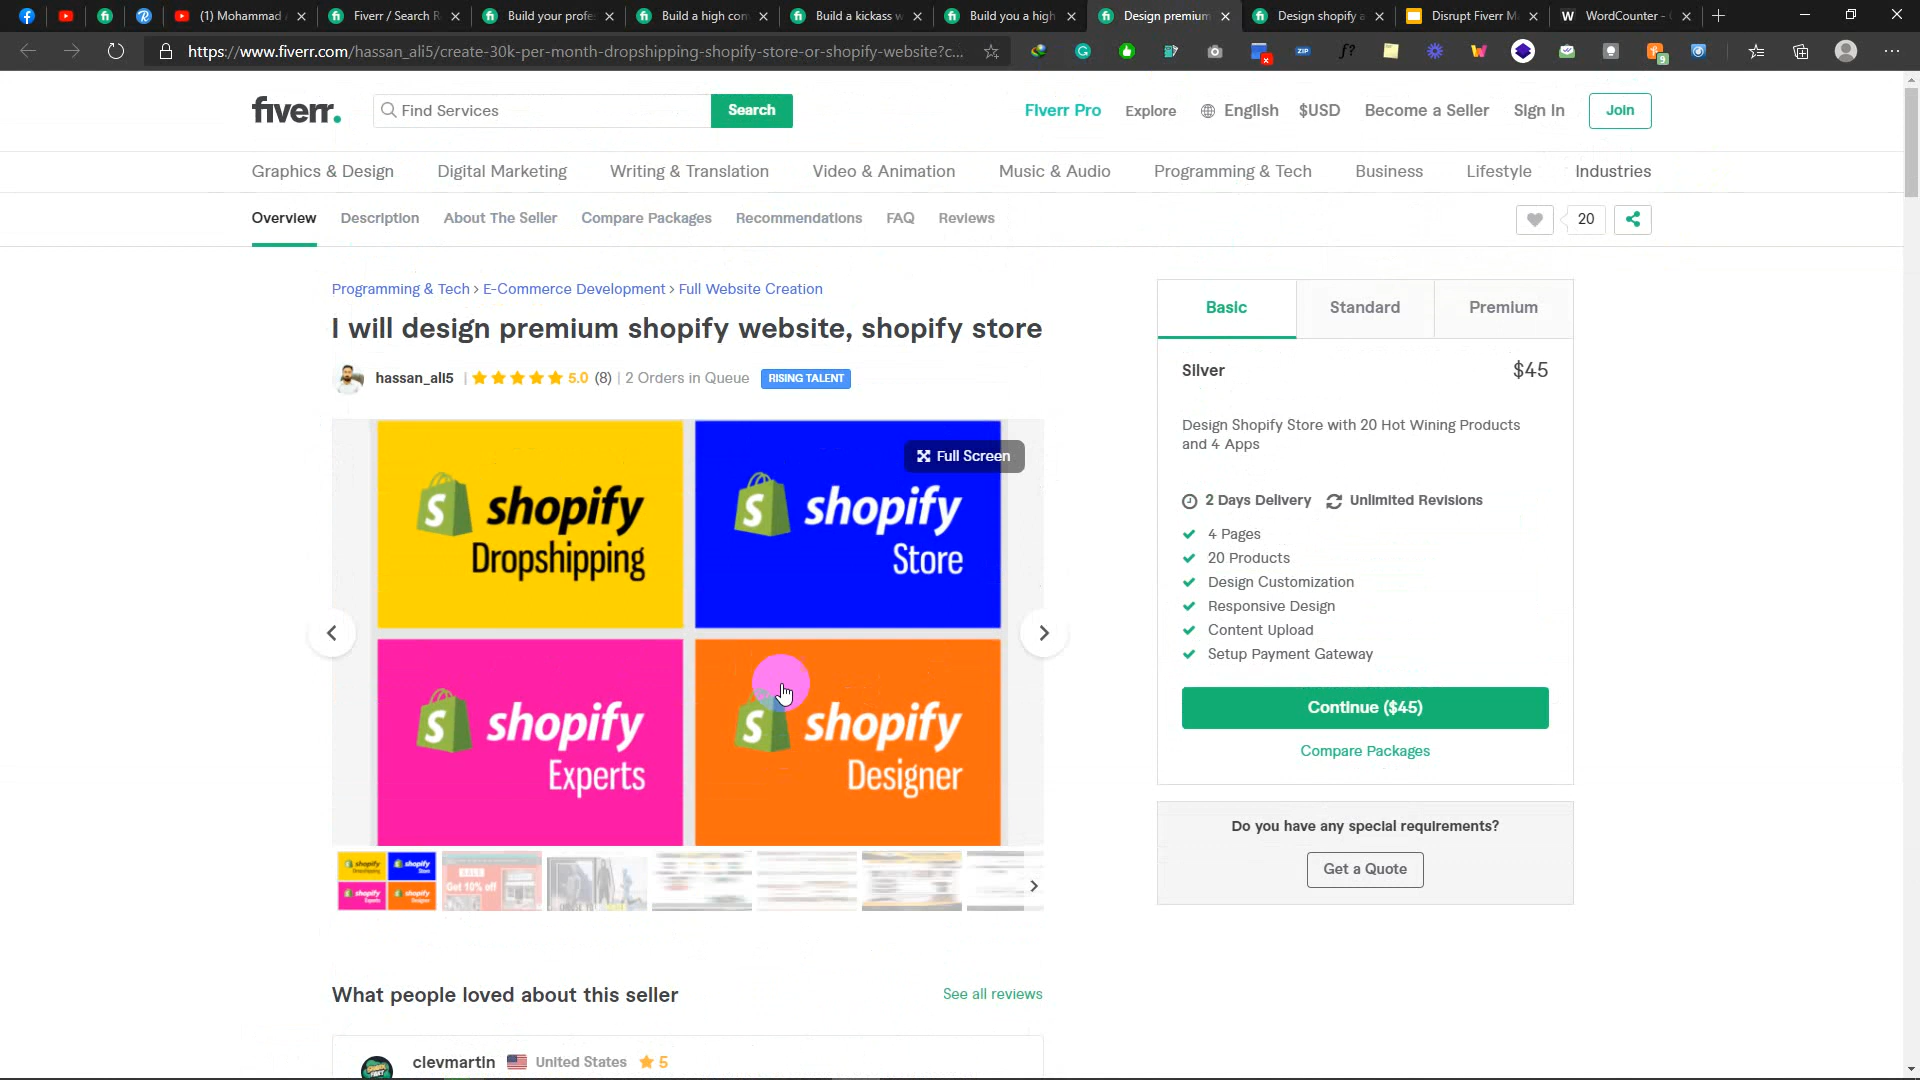 (1) Mohammad
Fiverr / Search R
Build your profe
Build a high con
Build a kickass w
Build you a high
Design premium
Design shopify a
Disrupt Fiverr M
WordCounter -
https://www.fiverr.com/hassan_ali5/create-30k-per-month-dropshipping-shopify-store-or-shopify-website?c...
fiverr.
Find Services
Search
Fiverr Pro
Explore
English
$USD
Become a Seller
Sign In
Join
Graphics & Design
Digital Marketing
Writing & Translation
Video & Animation
Music & Audio
Programming & Tech
Business
Lifestyle
Industries
Overview
Description
About The Seller
Compare Packages
Recommendations
FAQ
Reviews
20
Programming & Tech > E-Commerce Development > Full Website Creation
I will design premium shopify website, shopify store
hassan_ali5 | 5.0 (8) | 2 Orders in Queue RISING TALENT
Full Screen
shopify
Dropshipping
shopify
Store
shopify
Experts
shopify
Designer
SALE
Get 10% off
What people loved about this seller
See all reviews
clevmartin United States 5
Basic
Standard
Premium
Silver
$45
Design Shopify Store with 20 Hot Wining Products
and 4 Apps
2 Days Delivery
Unlimited Revisions
4 Pages
20 Products
Design Customization
Responsive Design
Content Upload
Setup Payment Gateway
Continue ($45)
Compare Packages
Do you have any special requirements?
Get a Quote